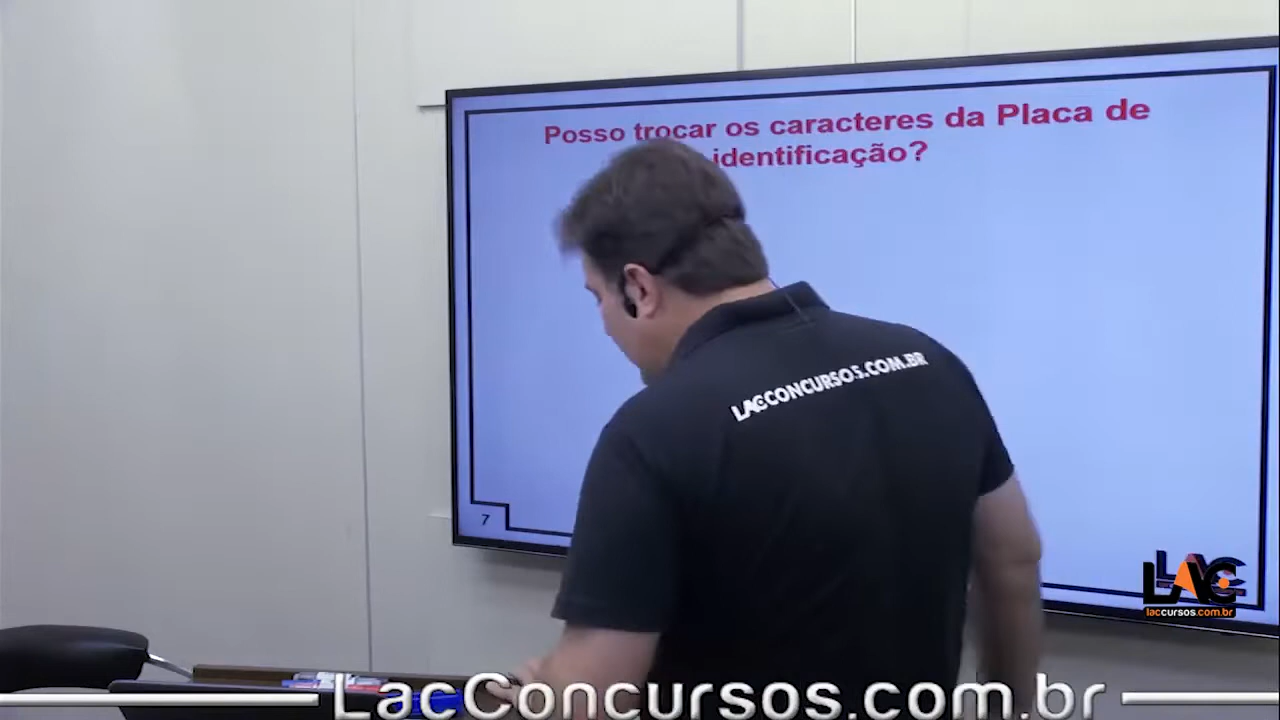 Posso trocar os caracteres da Placa de
identificação?
LACCONCURSOS.COM.BR
7
LAC
laccursos.com.br
LacConcursos.com.br